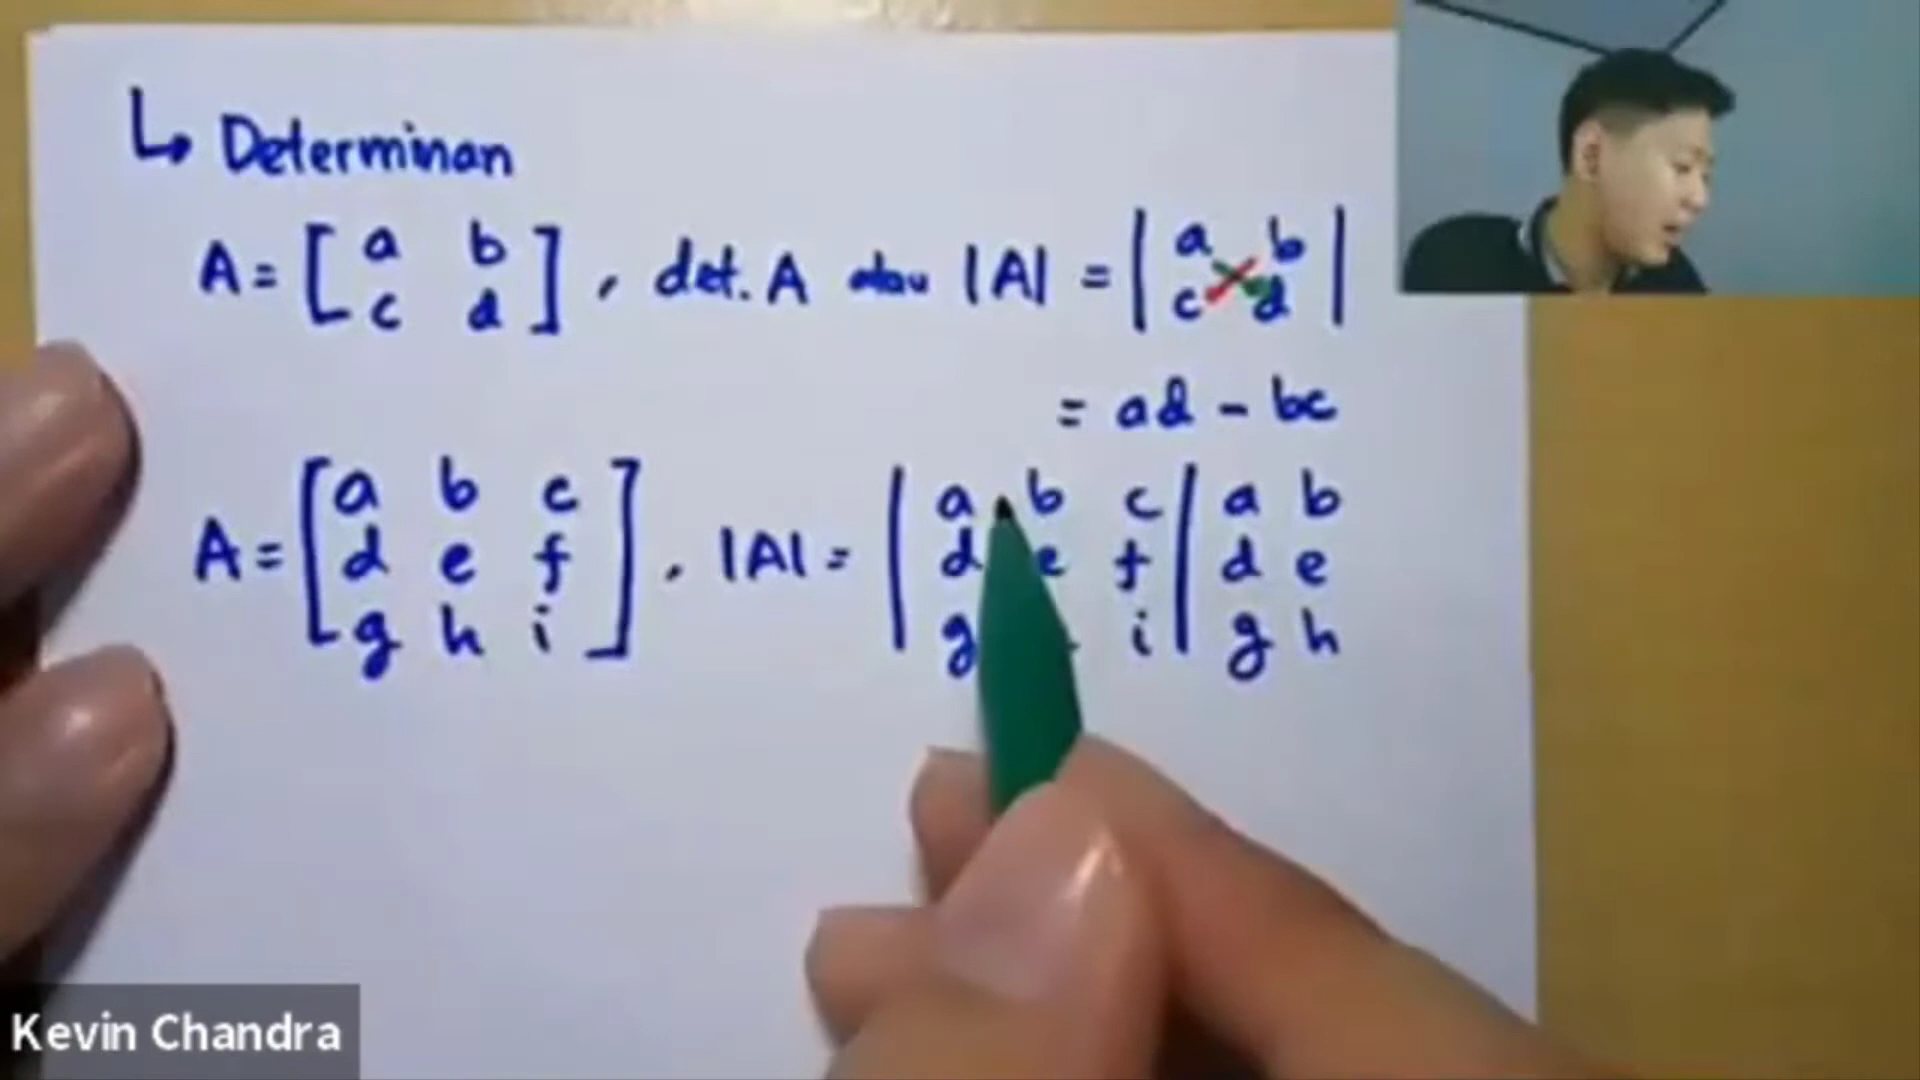 ↳ Determinan
A = [ a b
c d ] , det. A atau |A| = | a b
c d |
= ad - bc
A = [ a b c
d e f
g h i ] . |A| = | a b c | a b
d e f | d e
g i | g h
Kevin Chandra